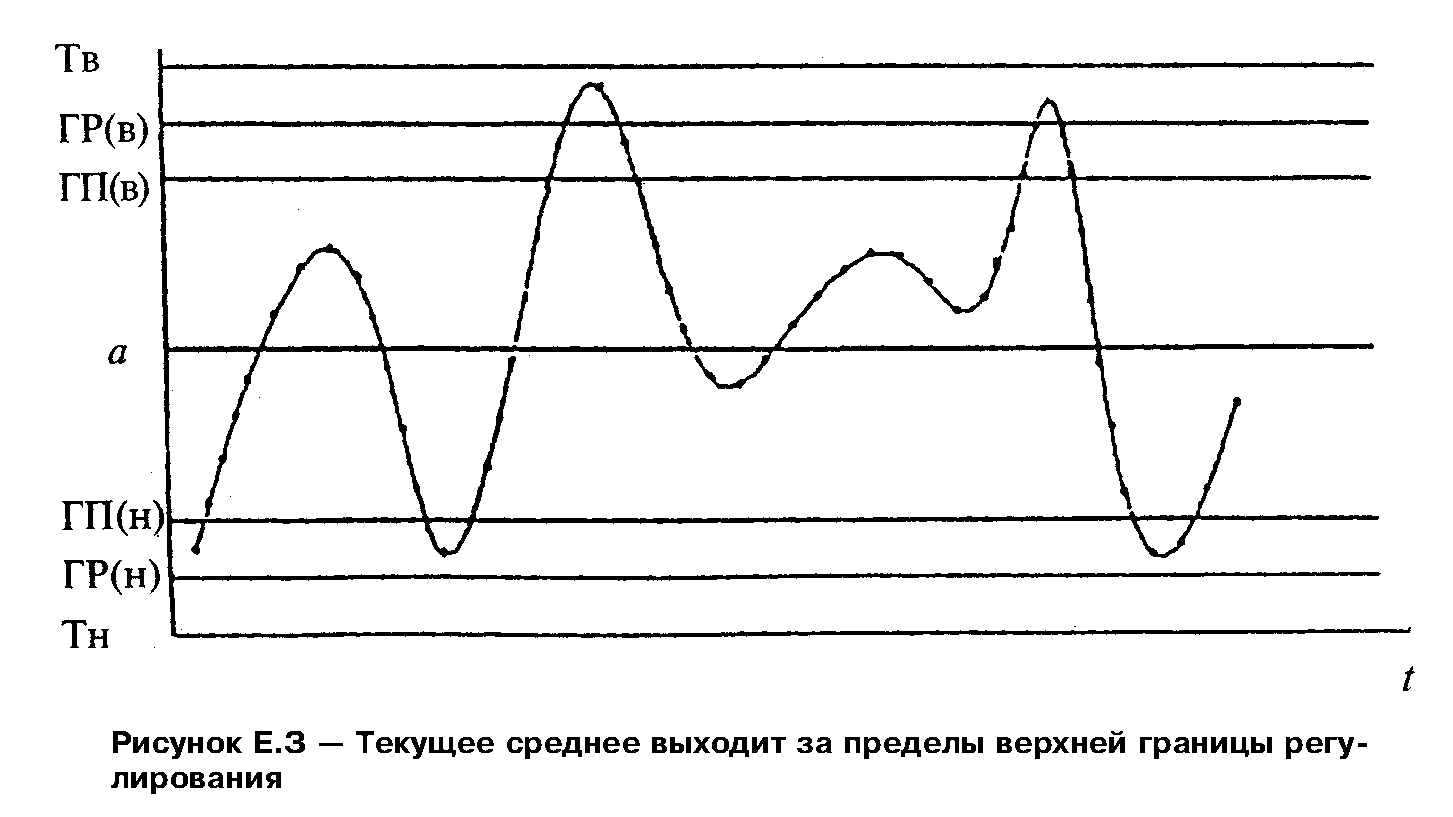 Тв
ГР(в)
ГП(в)
a
ГП(н)
ГР(н)
Тн
t
Рисунок Е.3 — Текущее среднее выходит за пределы верхней границы регу-
лирования